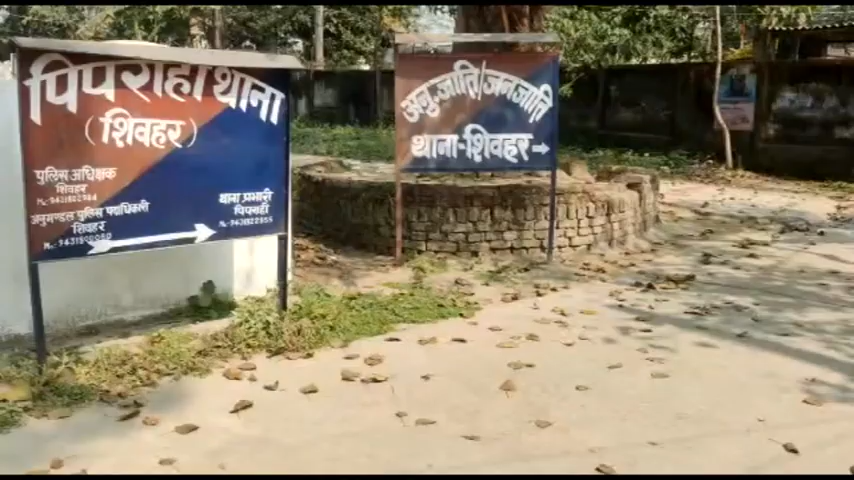 पिपराही थाना
(शिवहर)
पुलिस अधीक्षक
शिवहर
अनुमण्डल पुलिस पदाधिकारी
शिवहर
थाना प्रभारी
पिपराही
अनु.जाति/जनजाति
थाना-शिवहर